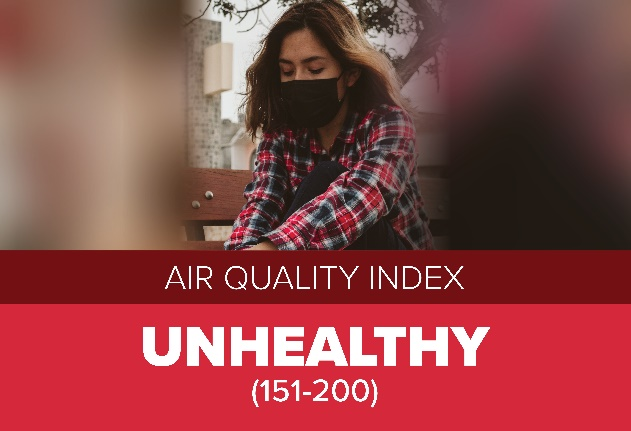 AIR QUALITY INDEX
UNHEALTHY
(151-200)